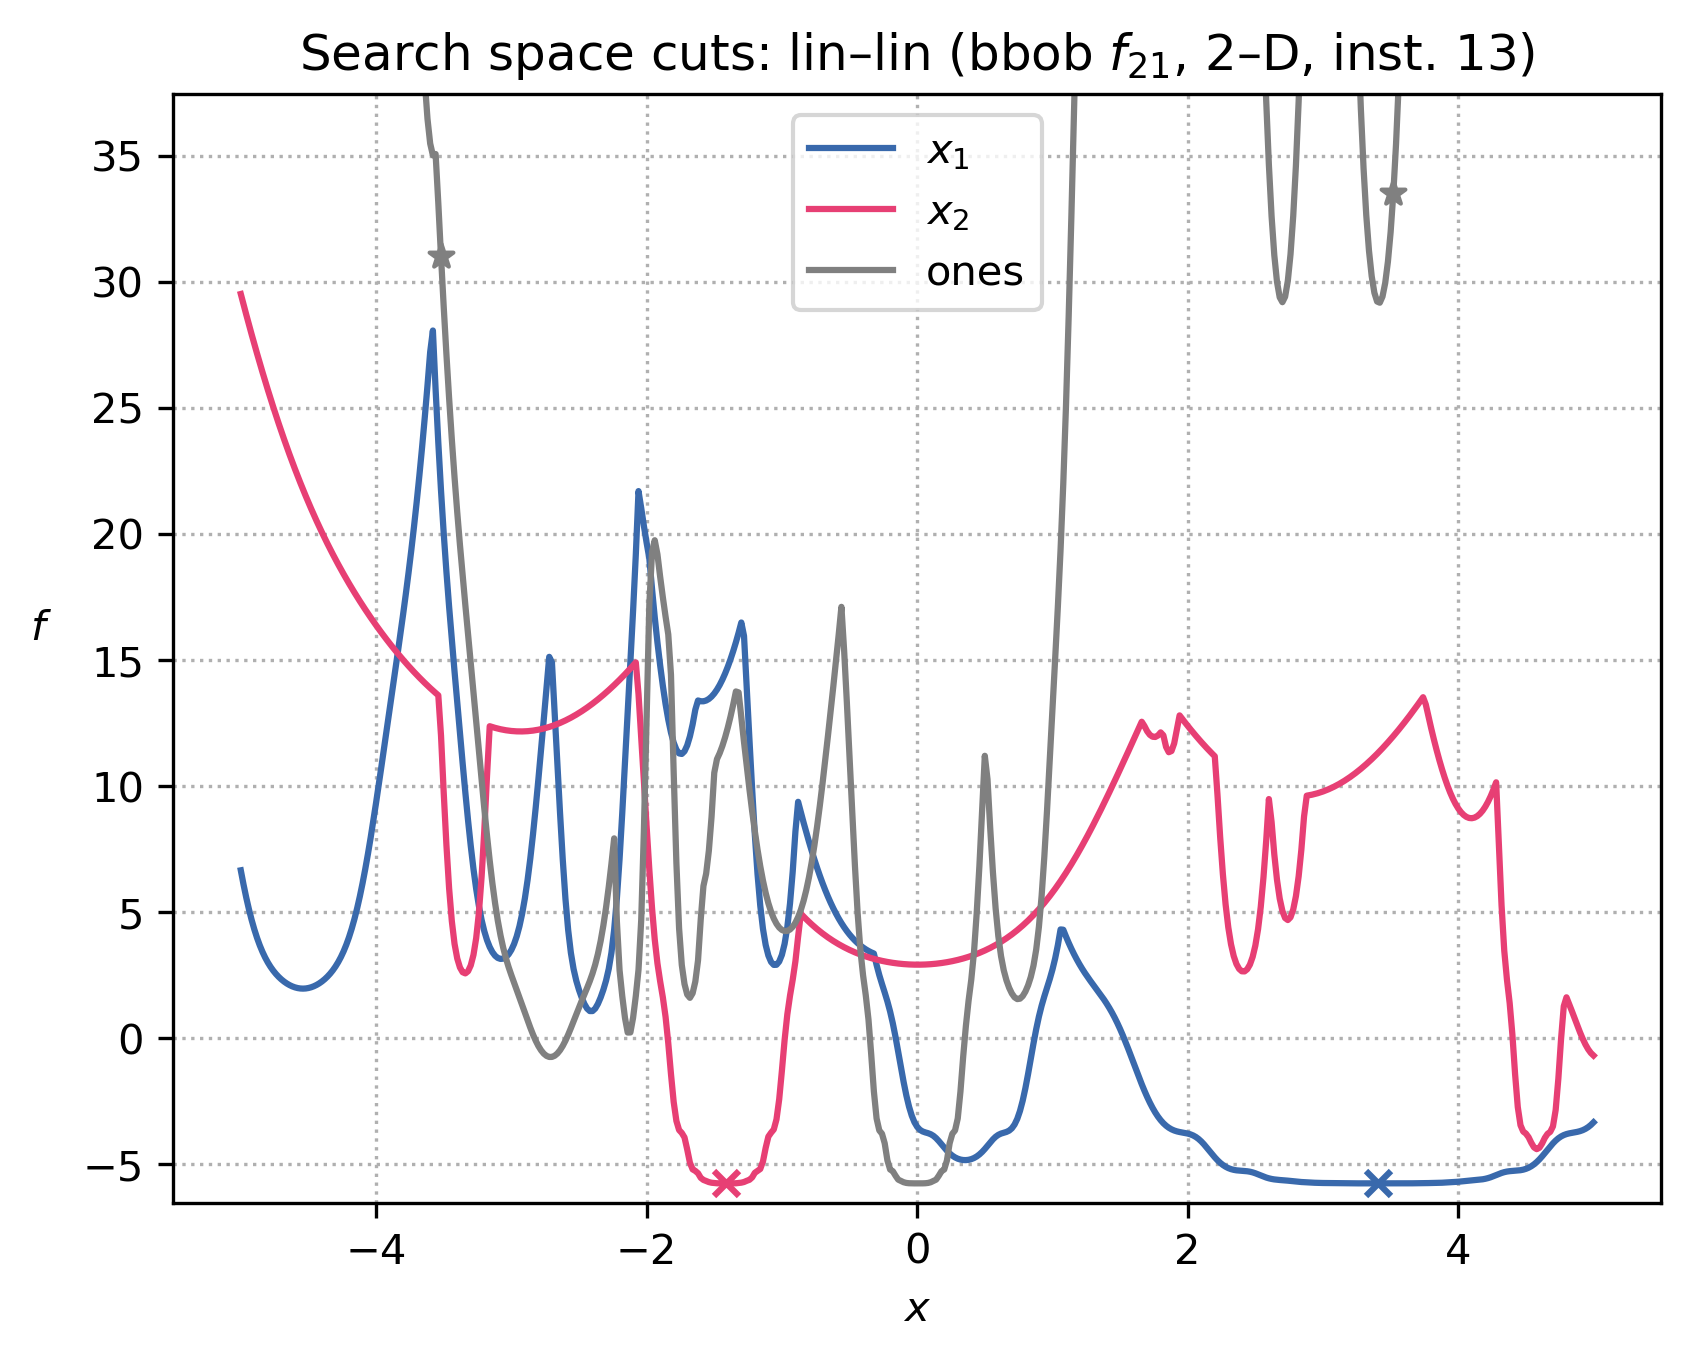 Search space cuts: lin–lin (bbob f21, 2–D, inst. 13)
x1
x2
ones
35
30
25
20
15
10
5
0
−5
f
−4 −2 0 2 4
x